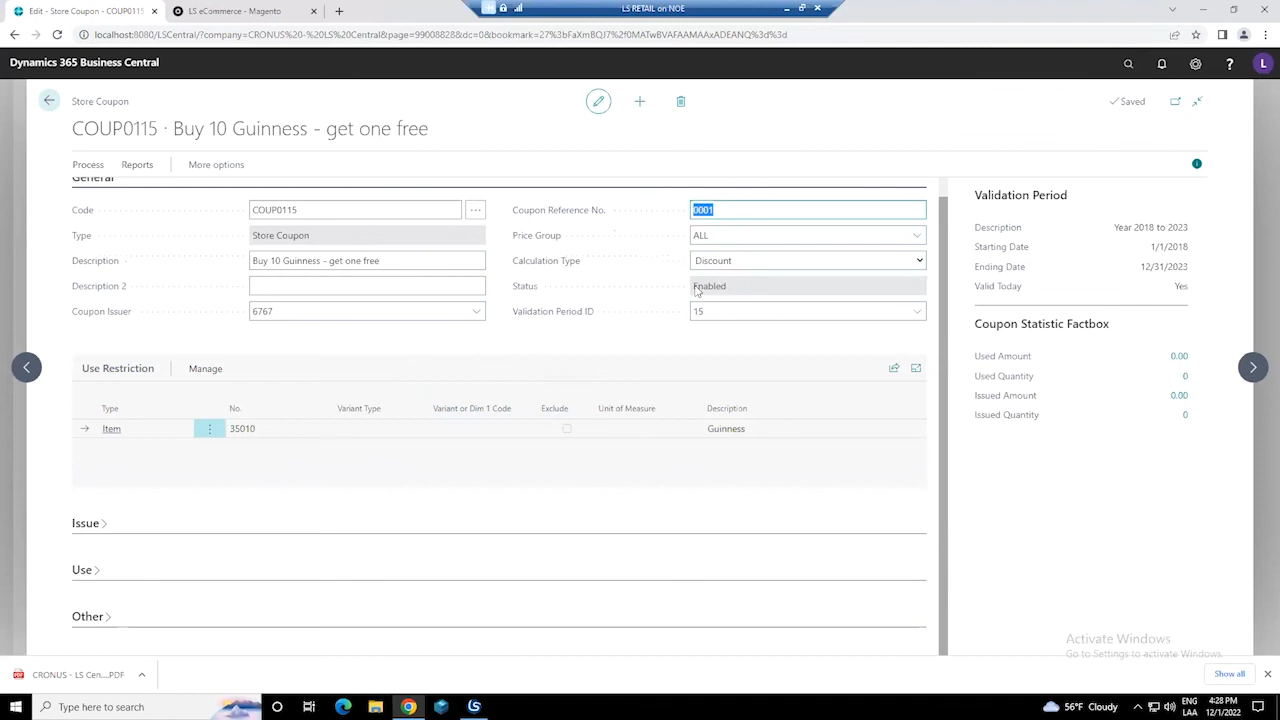 Edit - Store Coupon - COUP0115 ·
LS eCommerce - Magento
LS RETAIL on NOE
localhost:8080/LSCentral/?company=CRONUS%20-%20LS%20Central&page=99008828&dc=0&bookmark=27%3bFaXmBQJ7%2f0MATwBVAFAAMAAxADEANQ%3d%3d
Dynamics 365 Business Central
L
Store Coupon
Saved
COUP0115 · Buy 10 Guinness - get one free
Process Reports More options
General
Code COUP0115 Coupon Reference No. 0001
Type Store Coupon Price Group ALL
Description Buy 10 Guinness - get one free Calculation Type Discount
Description 2 Status Enabled
Coupon Issuer 6767 Validation Period ID 15
Use Restriction Manage
Type No. Variant Type Variant or Dim 1 Code Exclude Unit of Measure Description
Item 35010 Guinness
Issue
Use
Other
Validation Period
Description Year 2018 to 2023
Starting Date 1/1/2018
Ending Date 12/31/2023
Valid Today Yes
Coupon Statistic Factbox
Used Amount 0.00
Used Quantity 0
Issued Amount 0.00
Issued Quantity 0
Activate Windows
Go to Settings to activate Windows.
CRONUS - LS Cen....PDF
Show all
Type here to search
56°F Cloudy
ENG
LAA
4:28 PM
12/1/2022